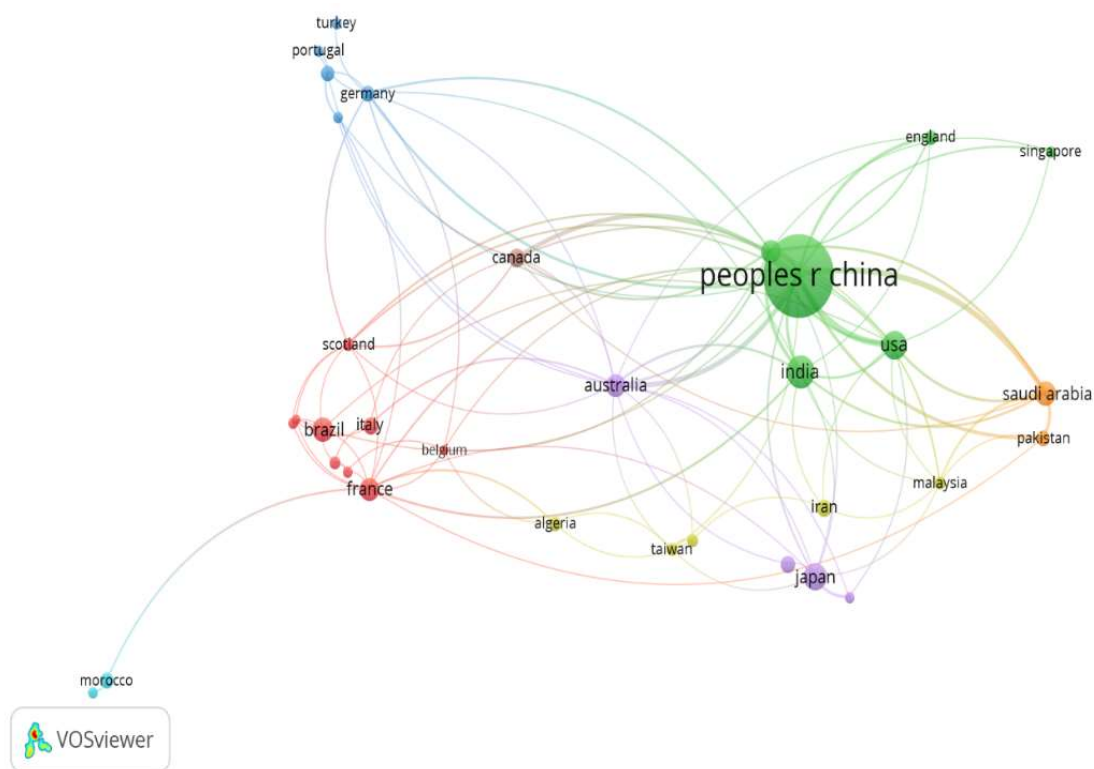 turkey
portugal
germany
england
singapore
canada
peoples r china
scotland
usa
india
australia
saudi arabia
brazil
italy
pakistan
belgium
france
malaysia
iran
algeria
taiwan
japan
morocco
VOSviewer